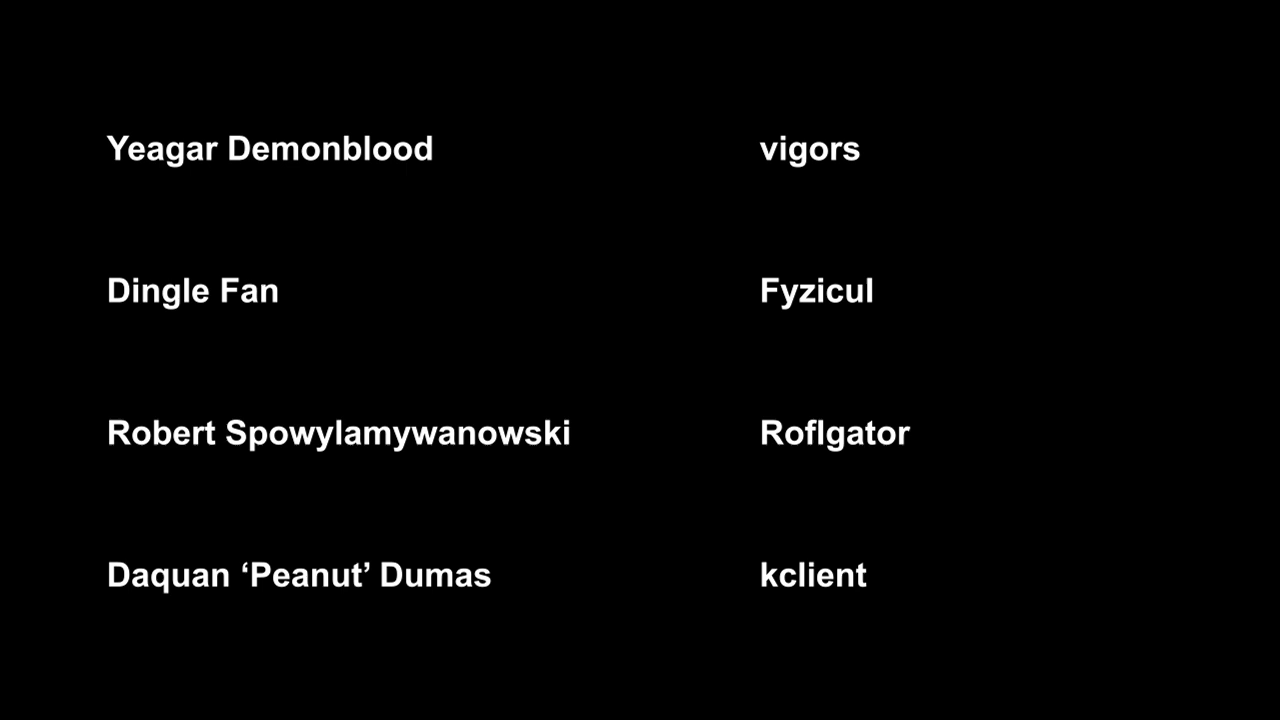 Yeagar Demonblood vigors
Dingle Fan Fyzicul
Robert Spowylamywanowski Roflgator
Daquan ‘Peanut’ Dumas kclient